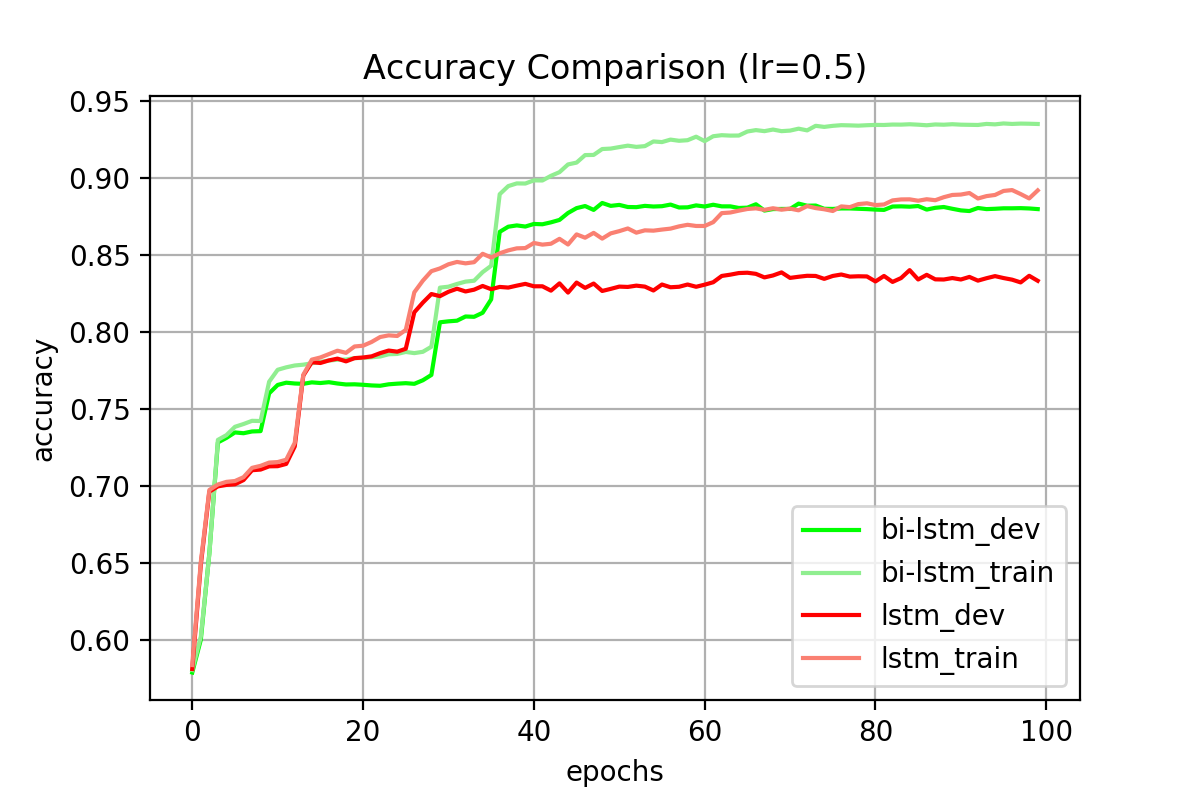 Accuracy Comparison (lr=0.5)
0.95
0.90
0.85
0.80
0.75
0.70
0.65
0.60
accuracy
0 20 40 60 80 100
epochs
bi-lstm_dev
bi-lstm_train
lstm_dev
lstm_train